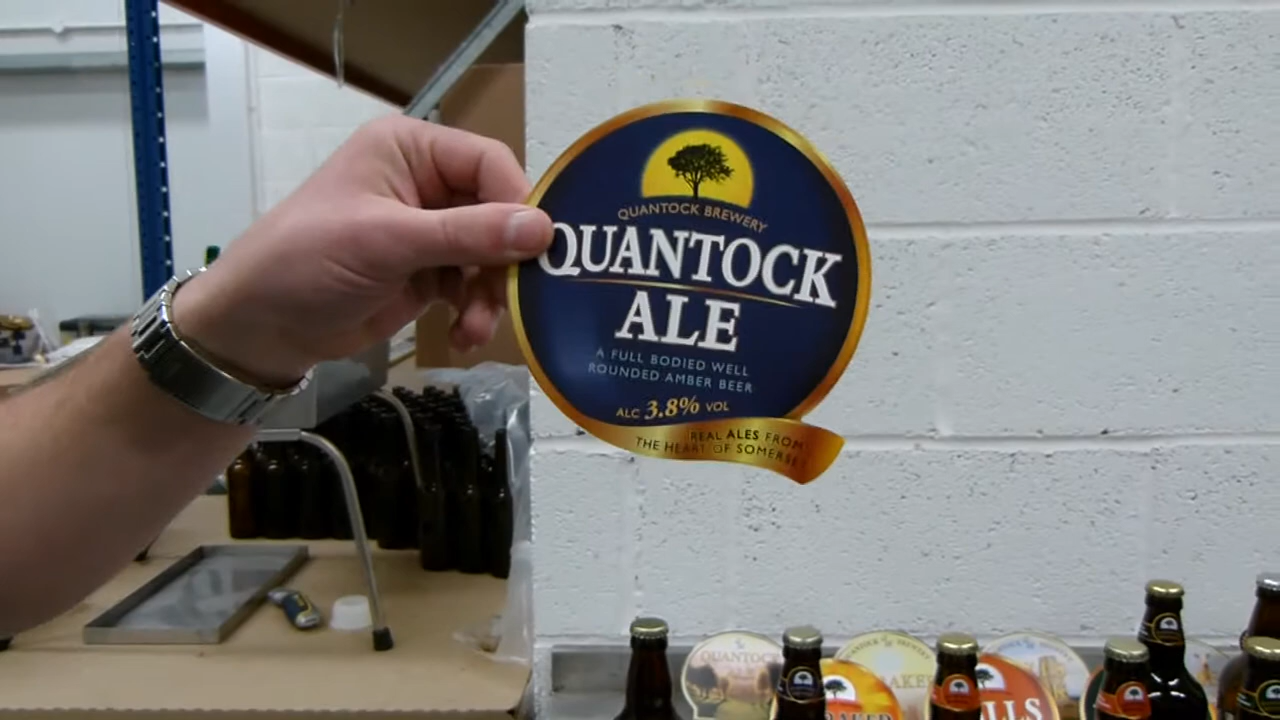 QUANTOCK BREWERY
QUANTOCK
ALE
A FULL BODIED WELL
ROUNDED AMBER BEER
ALC 3.8% VOL
REAL ALES FROM
THE HEART OF SOMERSET
QUANTOCK